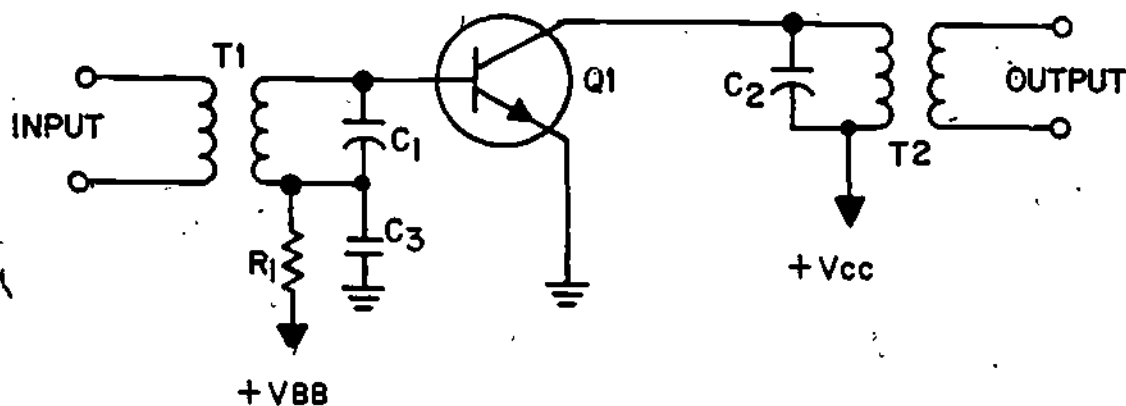 T1
INPUT
C1
R1
C3
+VBB
Q1
C2
T2
+Vcc
OUTPUT